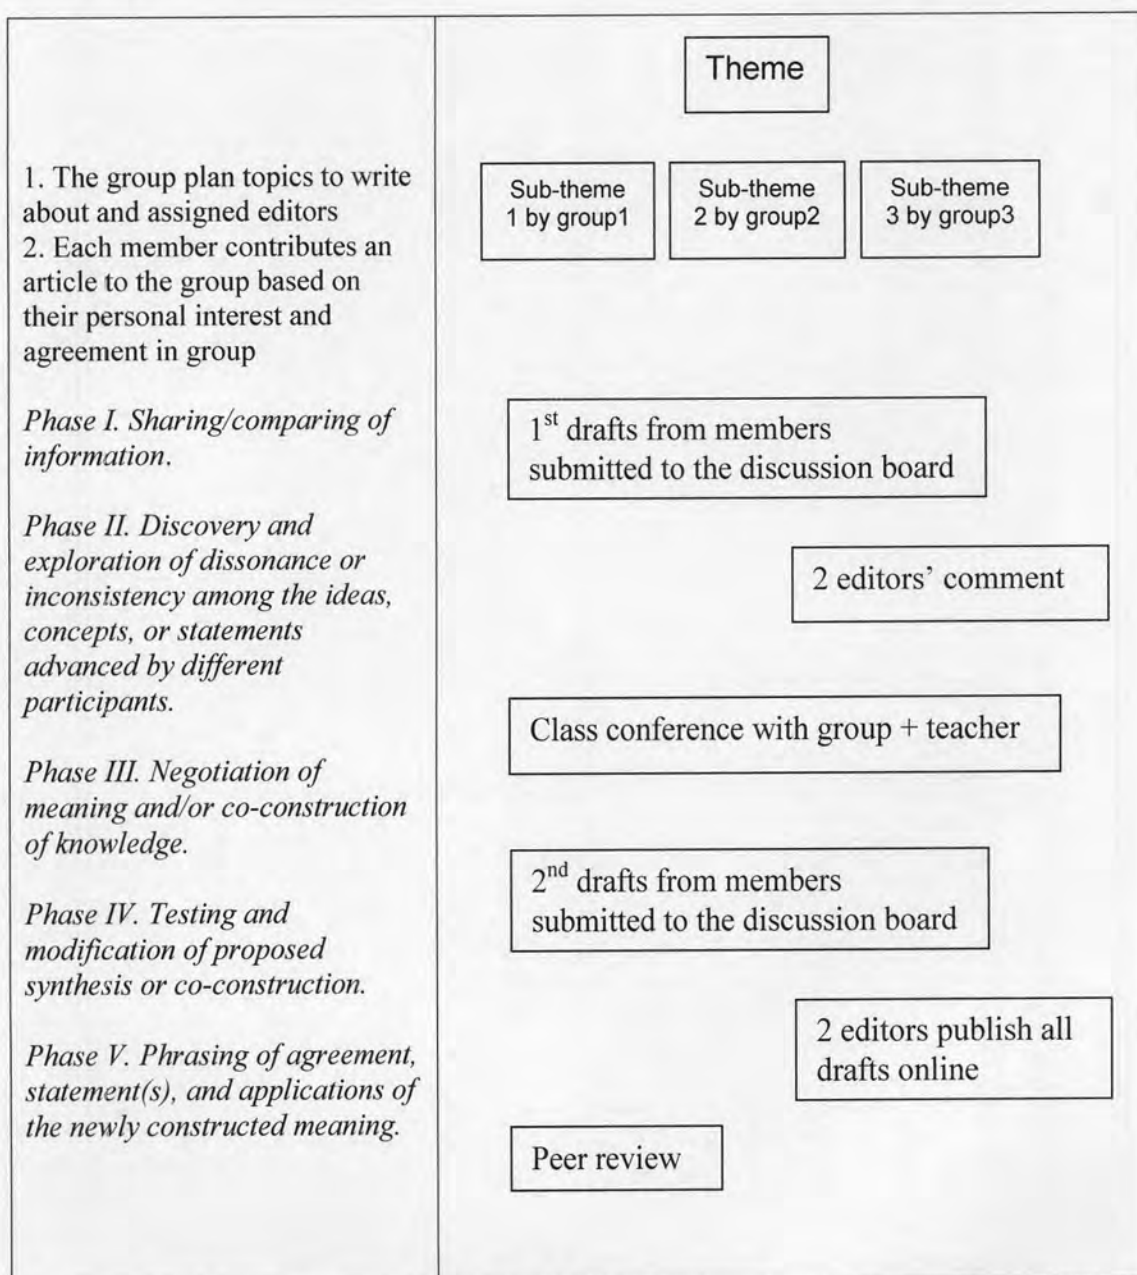 Theme
1. The group plan topics to write
about and assigned editors
2. Each member contributes an
article to the group based on
their personal interest and
agreement in group
Sub-theme
1 by group1
Sub-theme
2 by group2
Sub-theme
3 by group3
Phase I. Sharing/comparing of
information.
1st drafts from members
submitted to the discussion board
Phase II. Discovery and
exploration of dissonance or
inconsistency among the ideas,
concepts, or statements
advanced by different
participants.
2 editors' comment
Class conference with group + teacher
Phase III. Negotiation of
meaning and/or co-construction
of knowledge.
2nd drafts from members
submitted to the discussion board
Phase IV. Testing and
modification of proposed
synthesis or co-construction.
2 editors publish all
drafts online
Phase V. Phrasing of agreement,
statement(s), and applications of
the newly constructed meaning.
Peer review